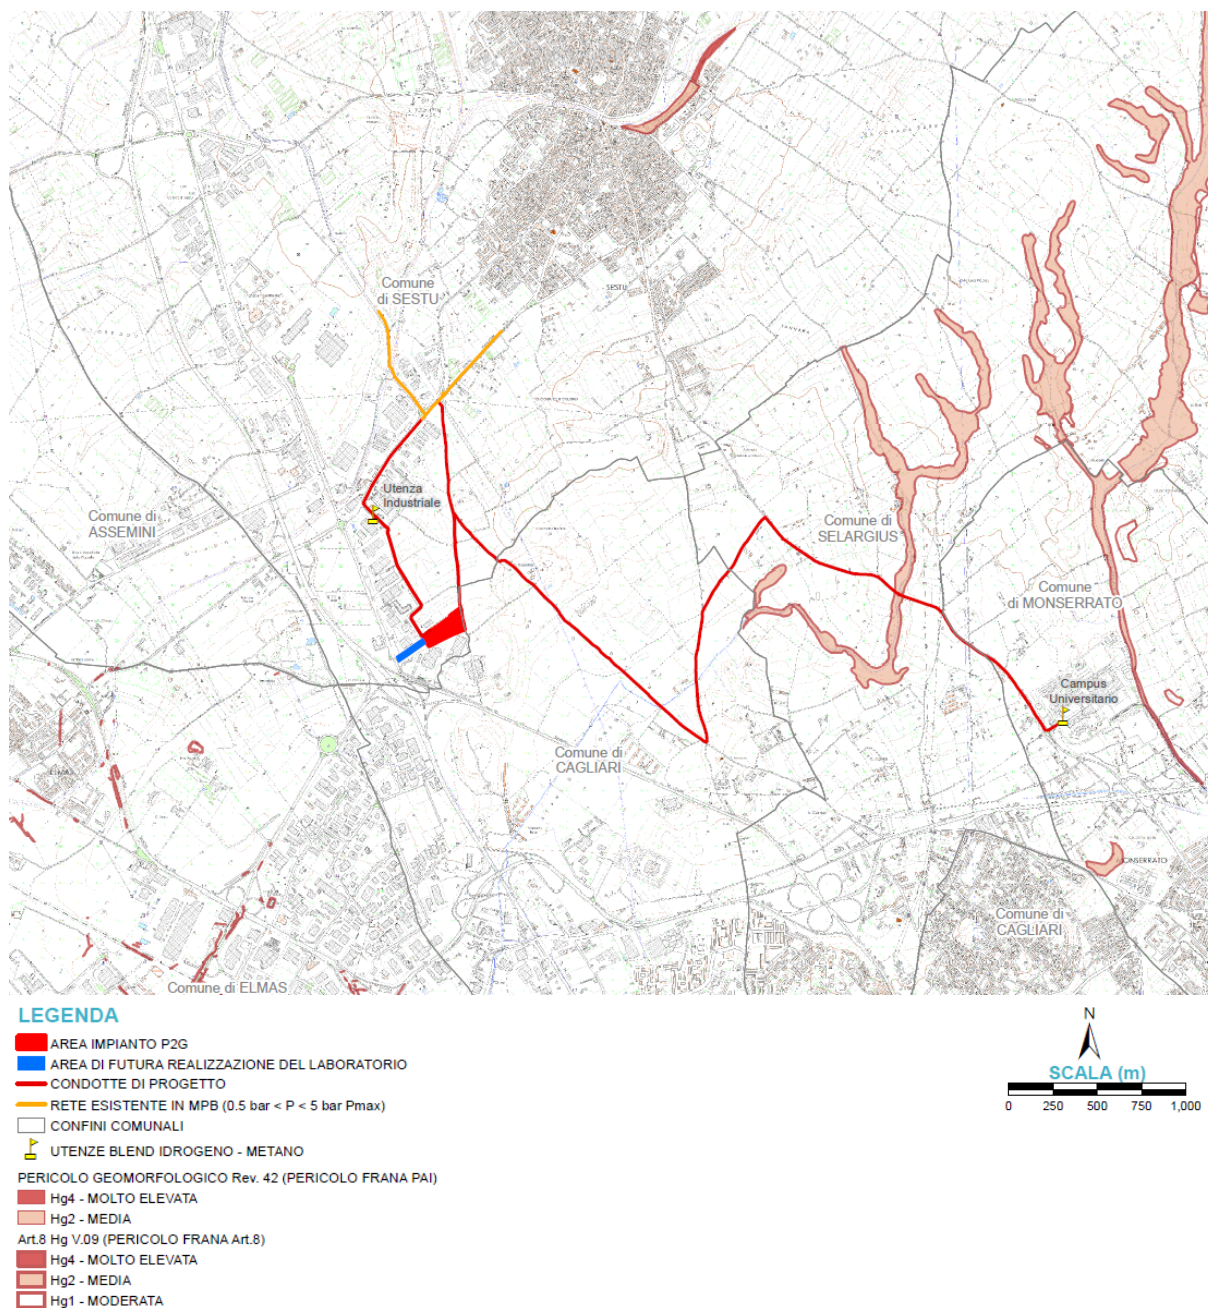 Comune
di SESTU
SESTU
Utenza
Industriale
Comune di
ASSEMINI
Comune di
SELARGIUS
Comune
di MONSERRATO
Campus
Universitario
Comune di
CAGLIARI
ELMAS
MONSERRATO
Comune di
CAGLIARI
Comune di ELMAS
LEGENDA
AREA IMPIANTO P2G
AREA DI FUTURA REALIZZAZIONE DEL LABORATORIO
CONDOTTE DI PROGETTO
RETE ESISTENTE IN MPB (0.5 bar < P < 5 bar Pmax)
CONFINI COMUNALI
UTENZE BLEND IDROGENO - METANO
PERICOLO GEOMORFOLOGICO Rev. 42 (PERICOLO FRANA PAI)
Hg4 - MOLTO ELEVATA
Hg2 - MEDIA
Art.8 Hg V.09 (PERICOLO FRANA Art.8)
Hg4 - MOLTO ELEVATA
Hg2 - MEDIA
Hg1 - MODERATA
N
SCALA (m)
0 250 500 750 1,000